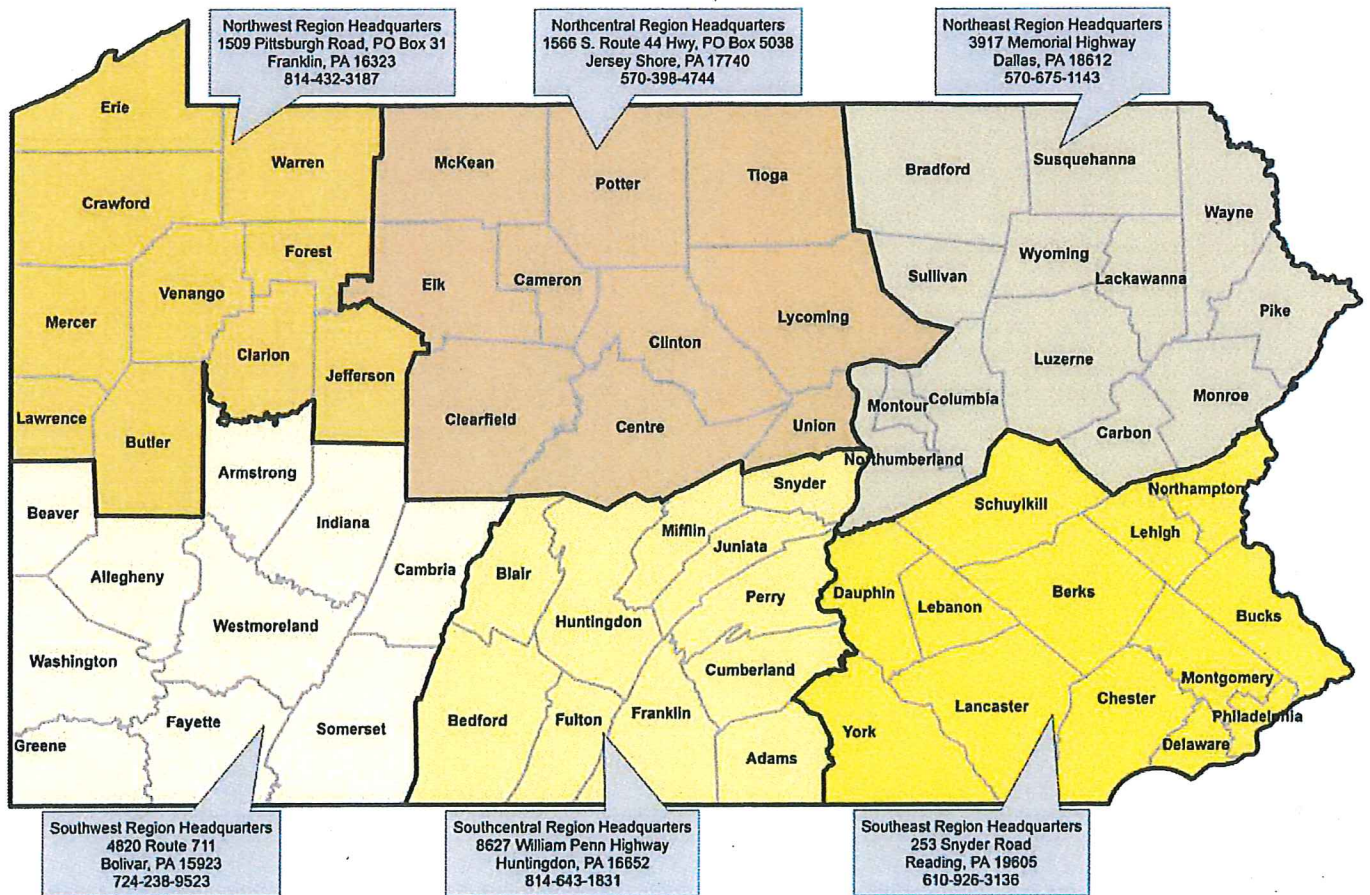 Northwest Region Headquarters
1509 Pittsburgh Road, PO Box 31
Franklin, PA 16323
814-432-3187
Northcentral Region Headquarters
1566 S. Route 44 Hwy, PO Box 5038
Jersey Shore, PA 17740
570-398-4744
Northeast Region Headquarters
3917 Memorial Highway
Dallas, PA 18612
570-675-1143
Erie
Warren
Crawford
Forest
Venango
Mercer
Clarion
Jefferson
Lawrence
Butler
McKean
Potter
Tioga
Elk
Cameron
Clinton
Lycoming
Clearfield
Centre
Union
Bradford
Susquehanna
Wayne
Wyoming
Sullivan
Lackawanna
Pike
Luzerne
Monroe
Montour
Columbia
Carbon
Northumberland
Armstrong
Beaver
Indiana
Allegheny
Cambria
Westmoreland
Washington
Fayette
Somerset
Greene
Snyder
Mifflin
Juniata
Blair
Perry
Huntingdon
Cumberland
Bedford
Fulton
Franklin
Adams
Schuylkill
Northampton
Lehigh
Dauphin
Lebanon
Berks
Bucks
Montgomery
Lancaster
Chester
Philadelphia
York
Delaware
Southwest Region Headquarters
4820 Route 711
Bolivar, PA 15923
724-238-9523
Southcentral Region Headquarters
8627 William Penn Highway
Huntingdon, PA 16652
814-643-1831
Southeast Region Headquarters
253 Snyder Road
Reading, PA 19605
610-926-3136